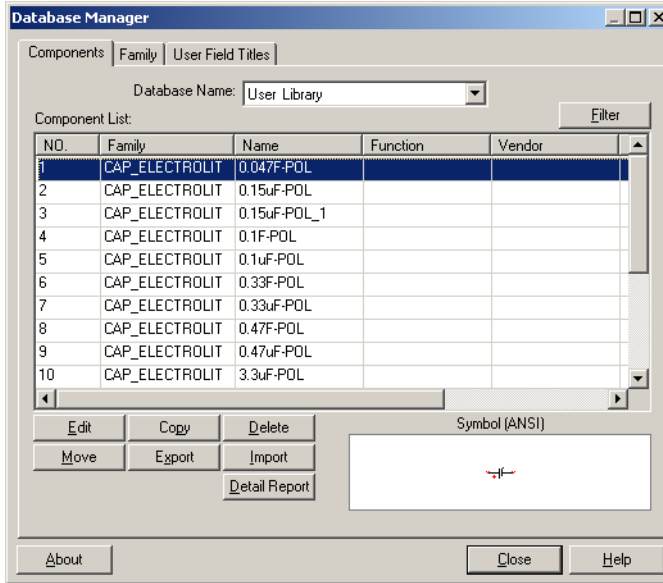 Database Manager
Components Family User Field Titles
Database Name: User Library
Component List: Filter
NO. Family Name Function Vendor
1 CAP_ELECTROLIT 0.047F-POL
2 CAP_ELECTROLIT 0.15uF-POL
3 CAP_ELECTROLIT 0.15uF-POL_1
4 CAP_ELECTROLIT 0.1F-POL
5 CAP_ELECTROLIT 0.1uF-POL
6 CAP_ELECTROLIT 0.33F-POL
7 CAP_ELECTROLIT 0.33uF-POL
8 CAP_ELECTROLIT 0.47F-POL
9 CAP_ELECTROLIT 0.47uF-POL
10 CAP_ELECTROLIT 3.3uF-POL
Edit Copy Delete Symbol (ANSI)
Move Export Import
Detail Report
About Close Help